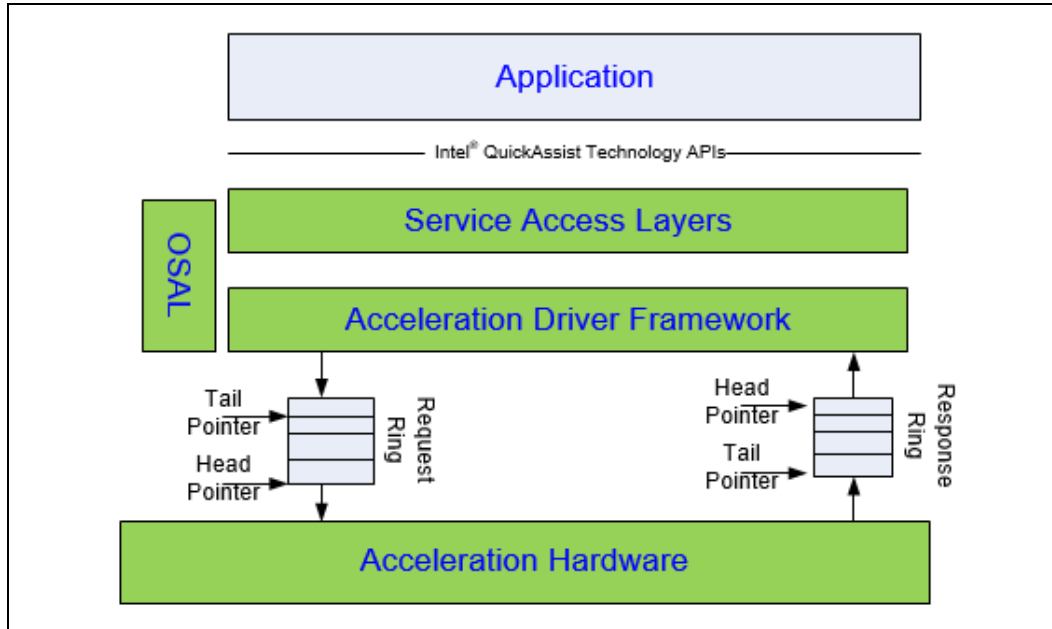 Application
Intel® QuickAssist Technology APIs
Service Access Layers
OSAL
Acceleration Driver Framework
Tail
Pointer
Head
Pointer
Request
Ring
Head
Pointer
Tail
Pointer
Response
Ring
Acceleration Hardware